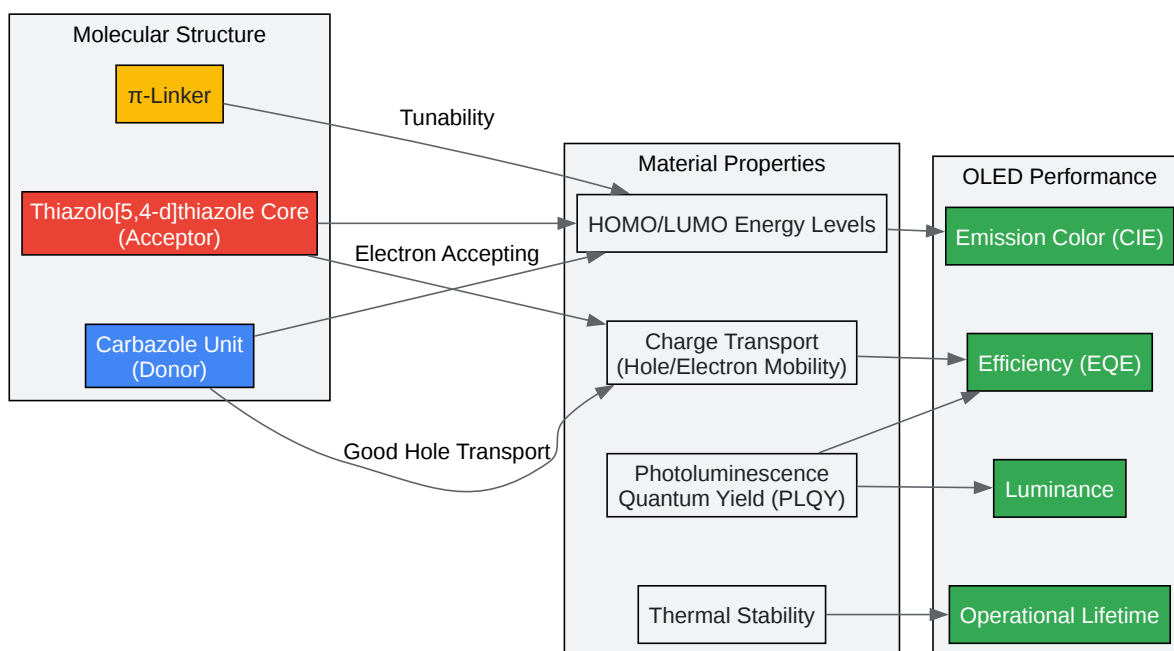 Molecular Structure
π-Linker
Thiazolo[5,4-d]thiazole Core
(Acceptor)
Carbazole Unit
(Donor)
Tunability
Electron Accepting
Good Hole Transport
Material Properties
HOMO/LUMO Energy Levels
Charge Transport
(Hole/Electron Mobility)
Photoluminescence
Quantum Yield (PLQY)
Thermal Stability
OLED Performance
Emission Color (CIE)
Efficiency (EQE)
Luminance
Operational Lifetime